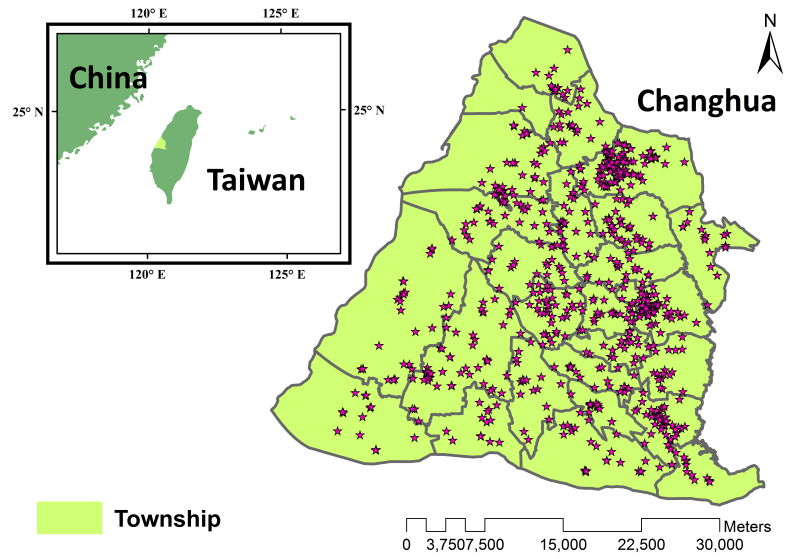 120° E 125° E
China
25° N 25° N
Taiwan
120° E 125° E
N
Changhua
Township
Meters
0 3,750 7,500 15,000 22,500 30,000